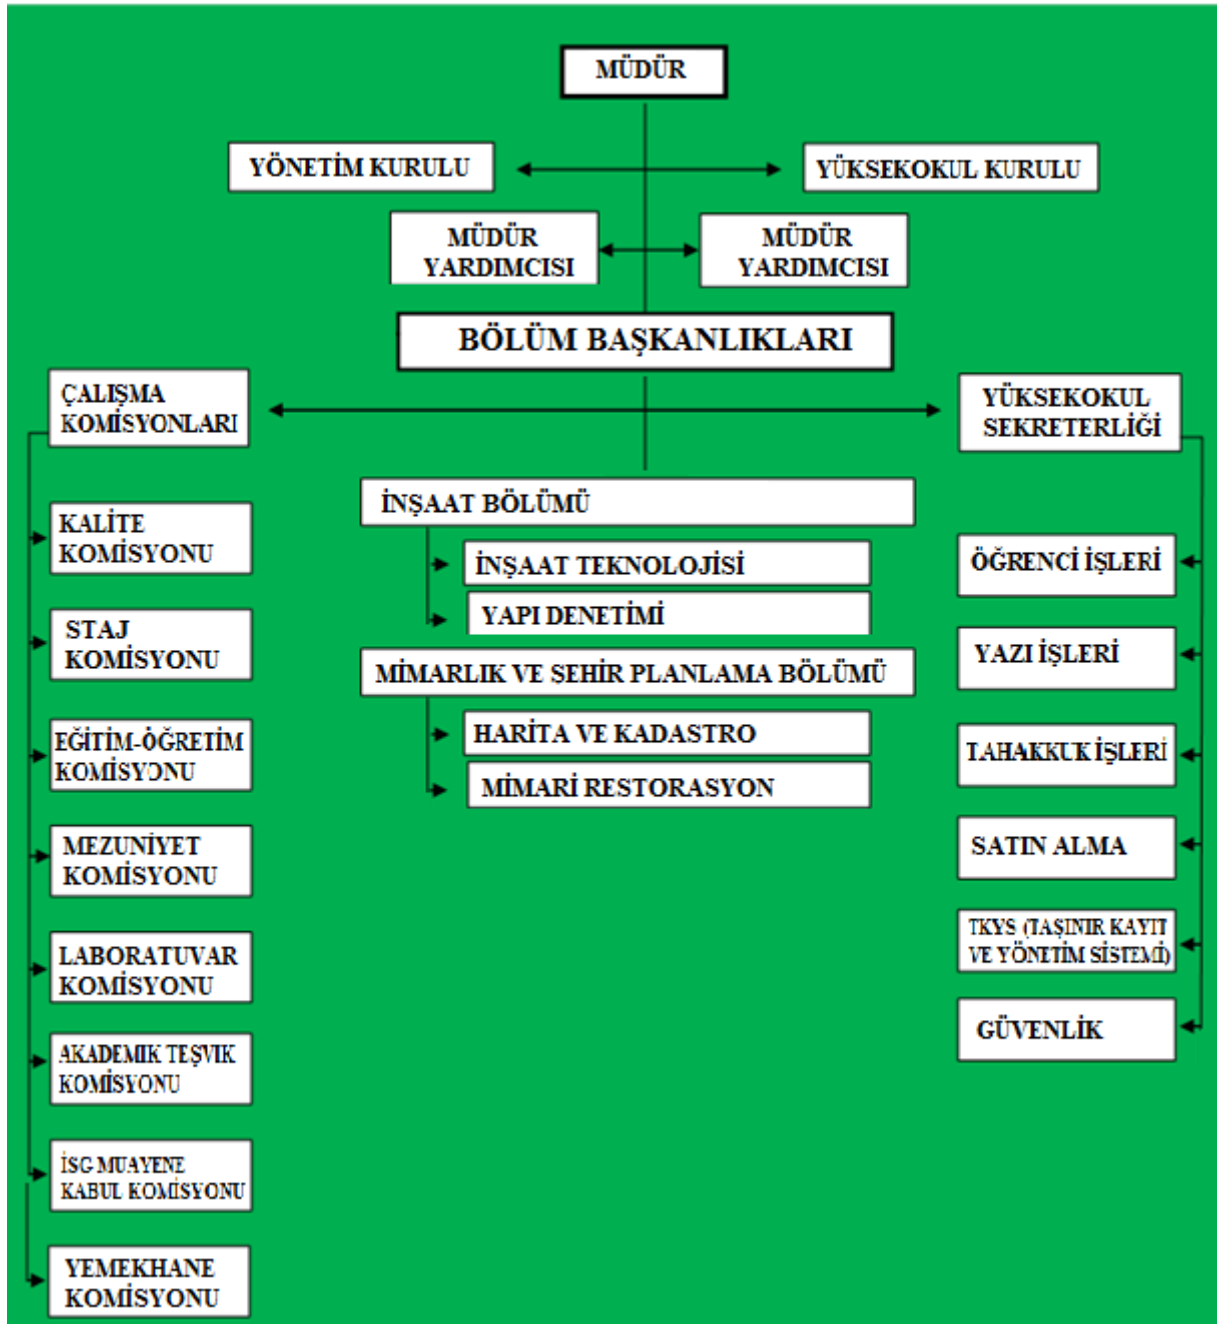 MÜDÜR
YÖNETİM KURULU
YÜKSEKOKUL KURULU
MÜDÜR
YARDIMCISI
MÜDÜR
YARDIMCISI
BÖLÜM BAŞKANLIKLARI
ÇALIŞMA
KOMİSYONLARI
YÜKSEKOKUL
SEKRETERLİĞİ
KALİTE
KOMİSYONU
STAJ
KOMİSYONU
EĞİTİM-ÖĞRETİM
KOMİSYONU
MEZUNİYET
KOMİSYONU
LABORATUVAR
KOMİSYONU
AKADEMIK TEŞVIK
KOMİSYONU
İSG MUAYENE
KABUL KOMİSYONU
YEMEKHANE
KOMİSYONU
İNŞAAT BÖLÜMÜ
İNŞAAT TEKNOLOJİSİ
YAPI DENETİMİ
MİMARLIK VE ŞEHİR PLANLAMA BÖLÜMÜ
HARİTA VE KADASTRO
MİMARİ RESTORASYON
ÖĞRENCİ İŞLERİ
YAZI İŞLERİ
TAHAKKUK İŞLERİ
SATIN ALMA
TKYS (TAŞINIR KAYIT
VE YÖNETİM SİSTEMİ)
GÜVENLİK